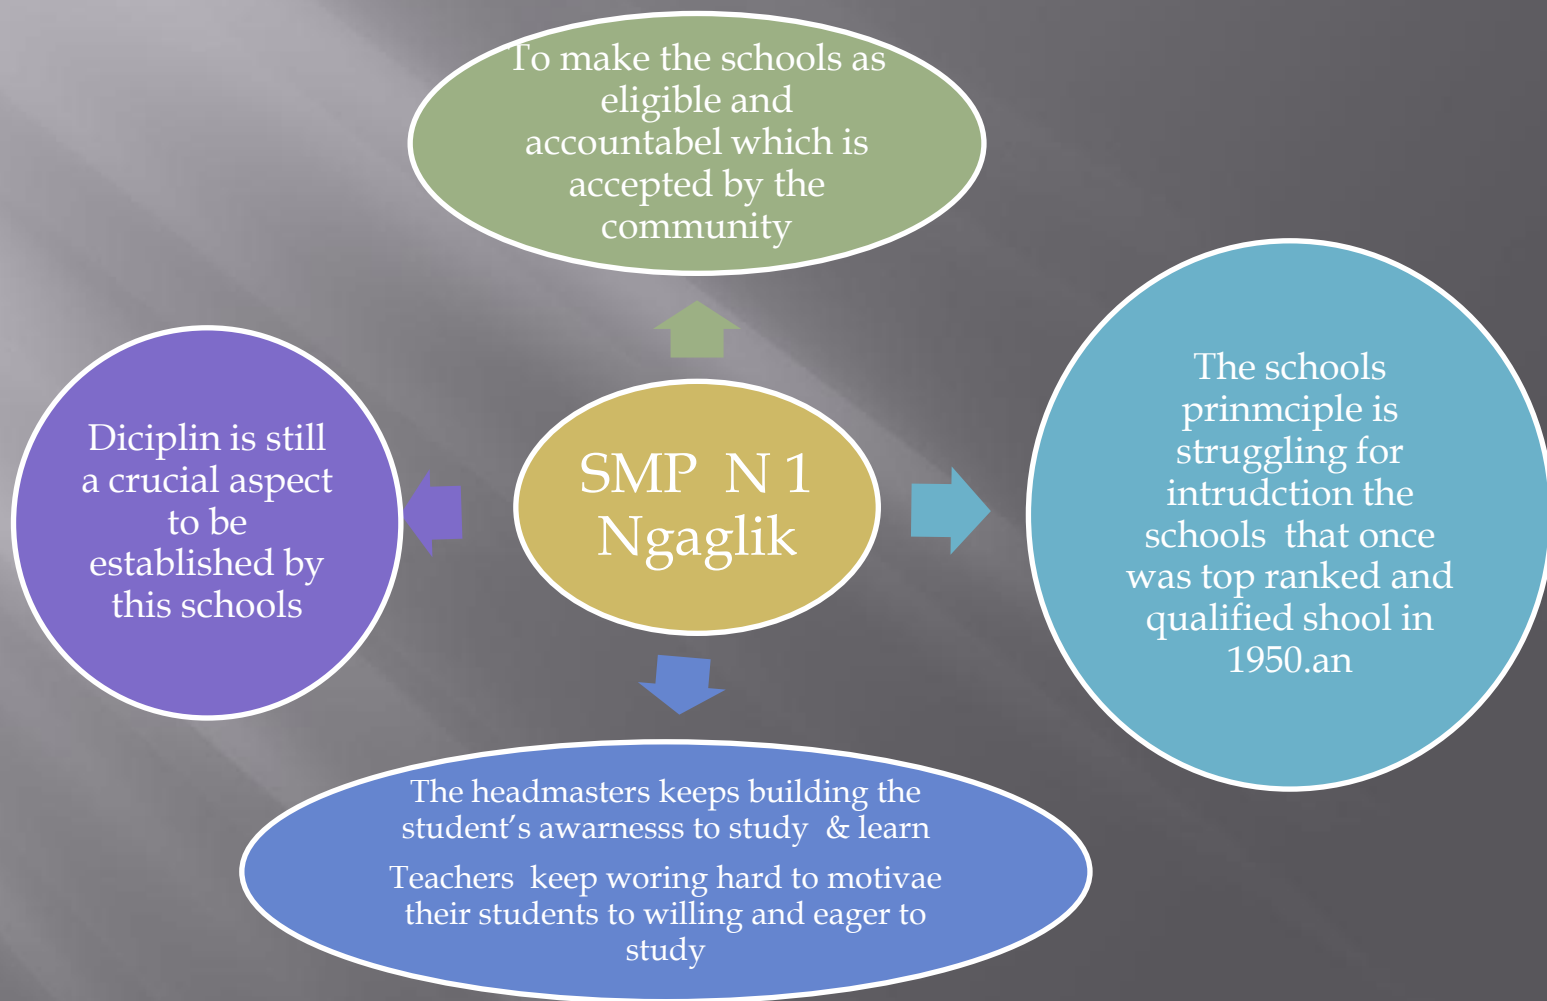 To make the schools as
eligible and
accountabel which is
accepted by the
community
The schools
prinmciple is
struggling for
intrudction the
schools that once
was top ranked and
qualified shool in
1950.an
Diciplin is still
a crucial aspect
to be
established by
this schools
SMP N 1
Ngaglik
The headmasters keeps building the
student’s awarnesss to study & learn
Teachers keep woring hard to motivae
their students to willing and eager to
study